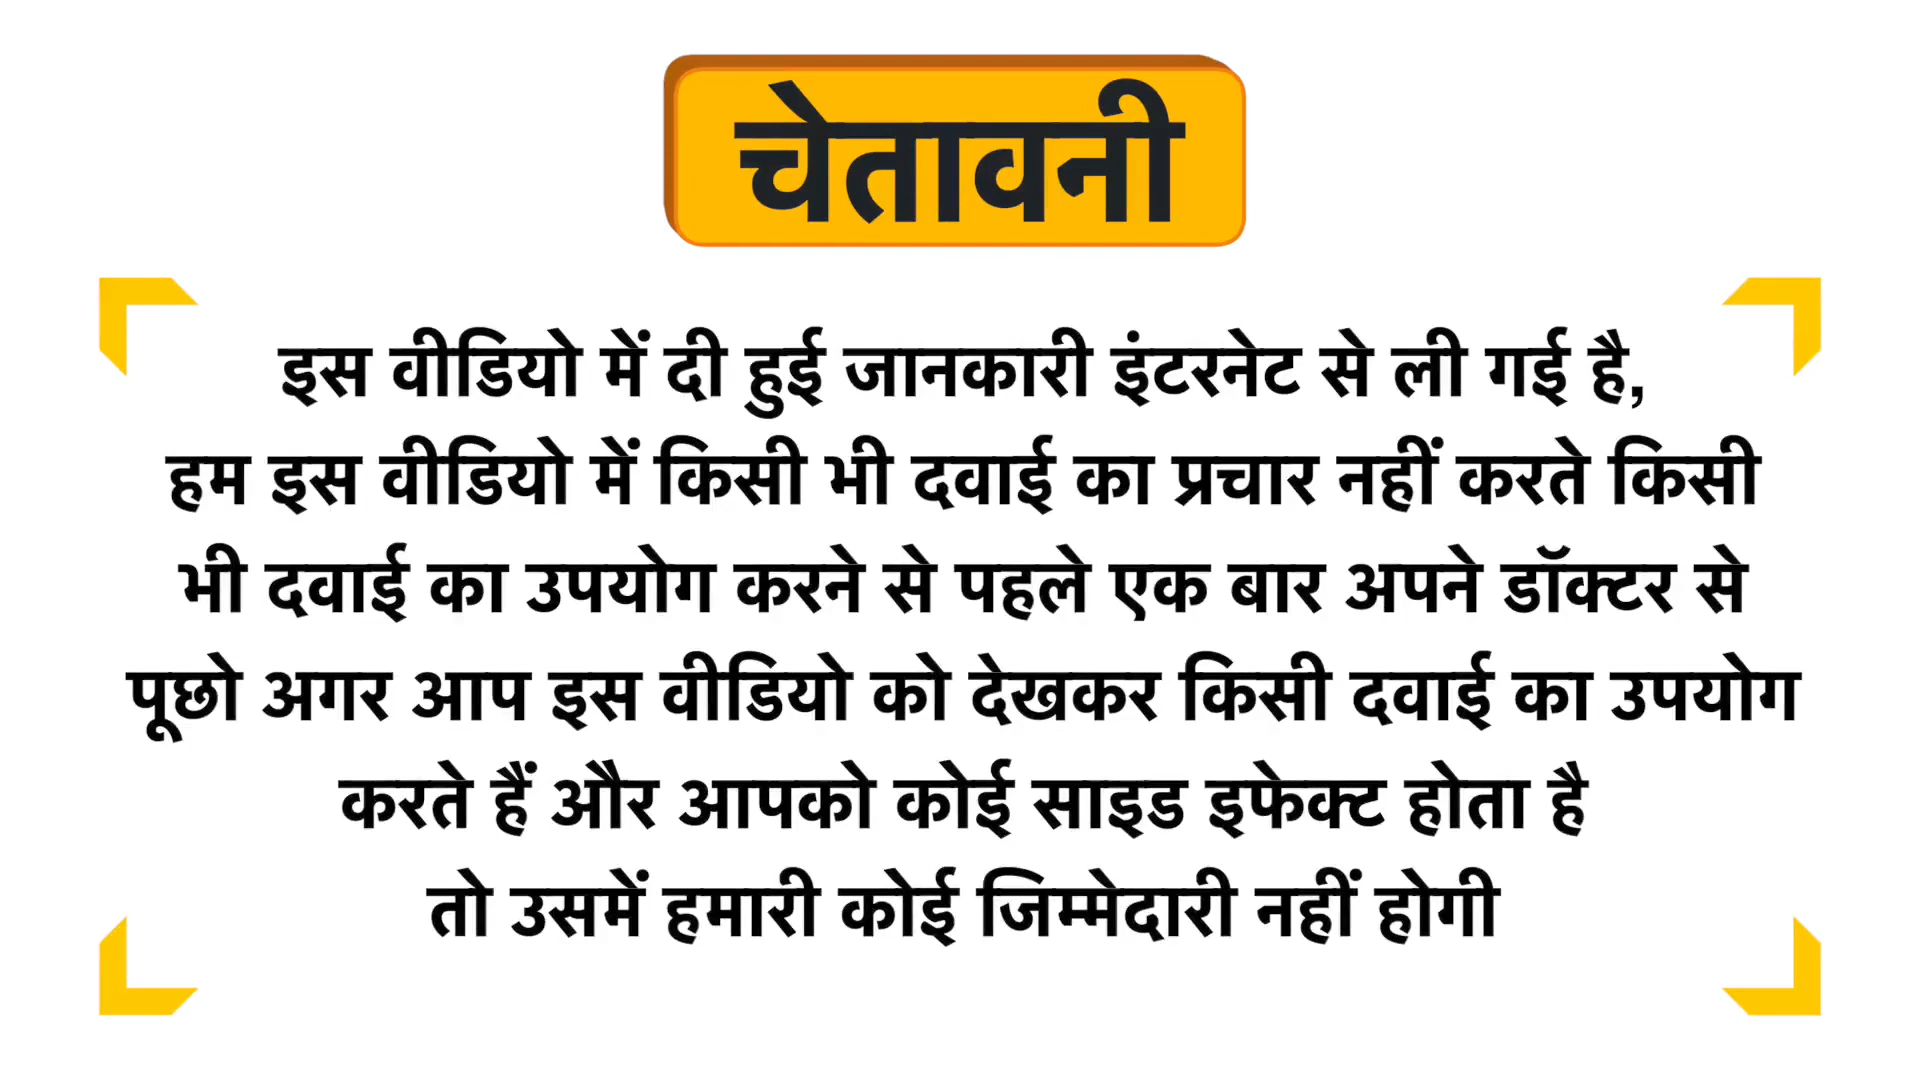 चेतावनी
इस वीडियो में दी हुई जानकारी इंटरनेट से ली गई है,
हम इस वीडियो में किसी भी दवाई का प्रचार नहीं करते किसी
भी दवाई का उपयोग करने से पहले एक बार अपने डॉक्टर से
पूछो अगर आप इस वीडियो को देखकर किसी दवाई का उपयोग
करते हैं और आपको कोई साइड इफेक्ट होता है
तो उसमें हमारी कोई जिम्मेदारी नहीं होगी